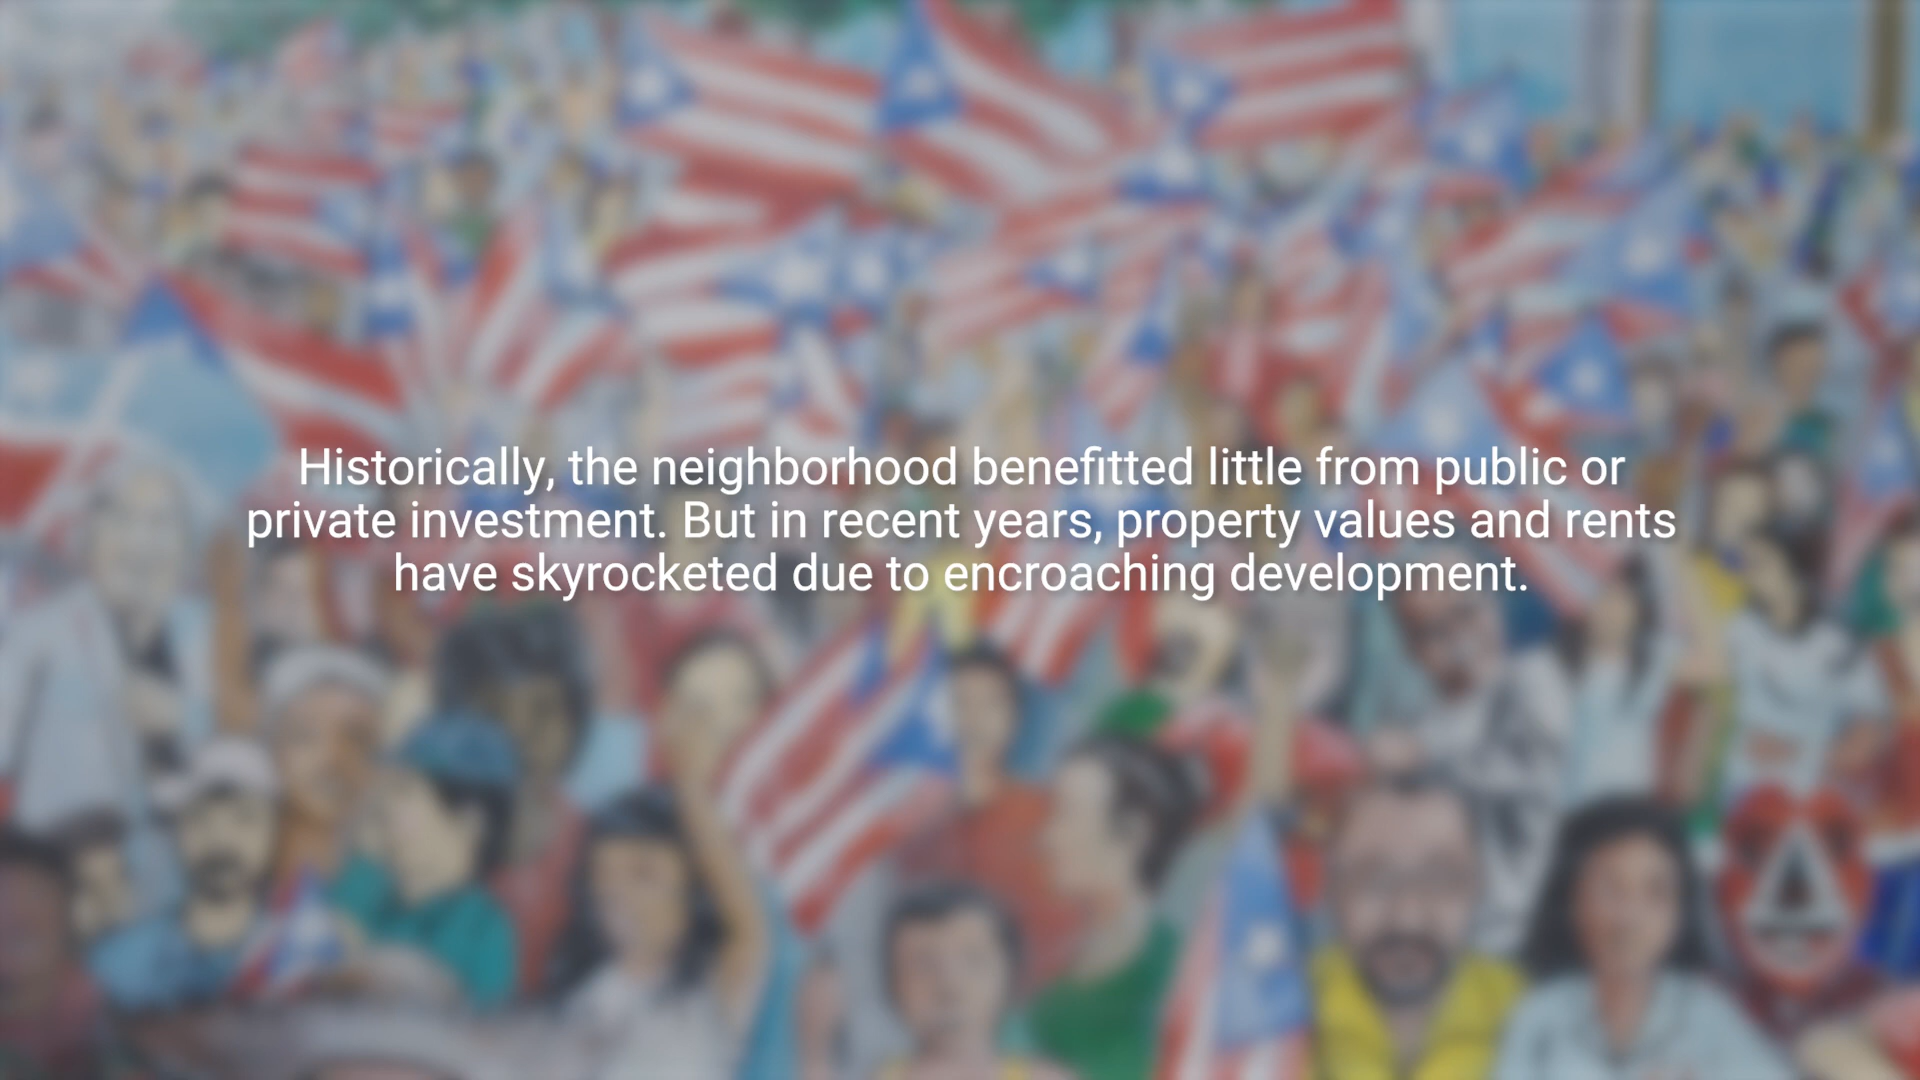 Historically, the neighborhood benefitted little from public or
private investment. But in recent years, property values and rents
have skyrocketed due to encroaching development.